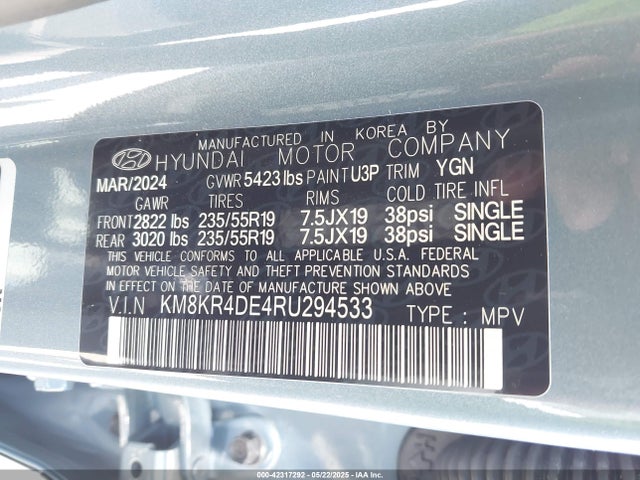 MANUFACTURED IN KOREA BY
HYUNDAI MOTOR COMPANY
MAR/2024 GVWR 5423 lbs PAINT U3P TRIM YGN
GAWR TIRES RIMS COLD TIRE INFL
FRONT 2822 lbs 235/55R19 7.5JX19 38psi SINGLE
REAR 3020 lbs 235/55R19 7.5JX19 38psi SINGLE
THIS VEHICLE CONFORMS TO ALL APPLICABLE U.S.A. FEDERAL
MOTOR VEHICLE SAFETY AND THEFT PREVENTION STANDARDS
IN EFFECT ON THE DATE OF MANUFACTURE SHOWN ABOVE.
V.I.N KM8KR4DE4RU294533 TYPE : MPV
000-42317292 - 05/22/2025 - IAAI.COM